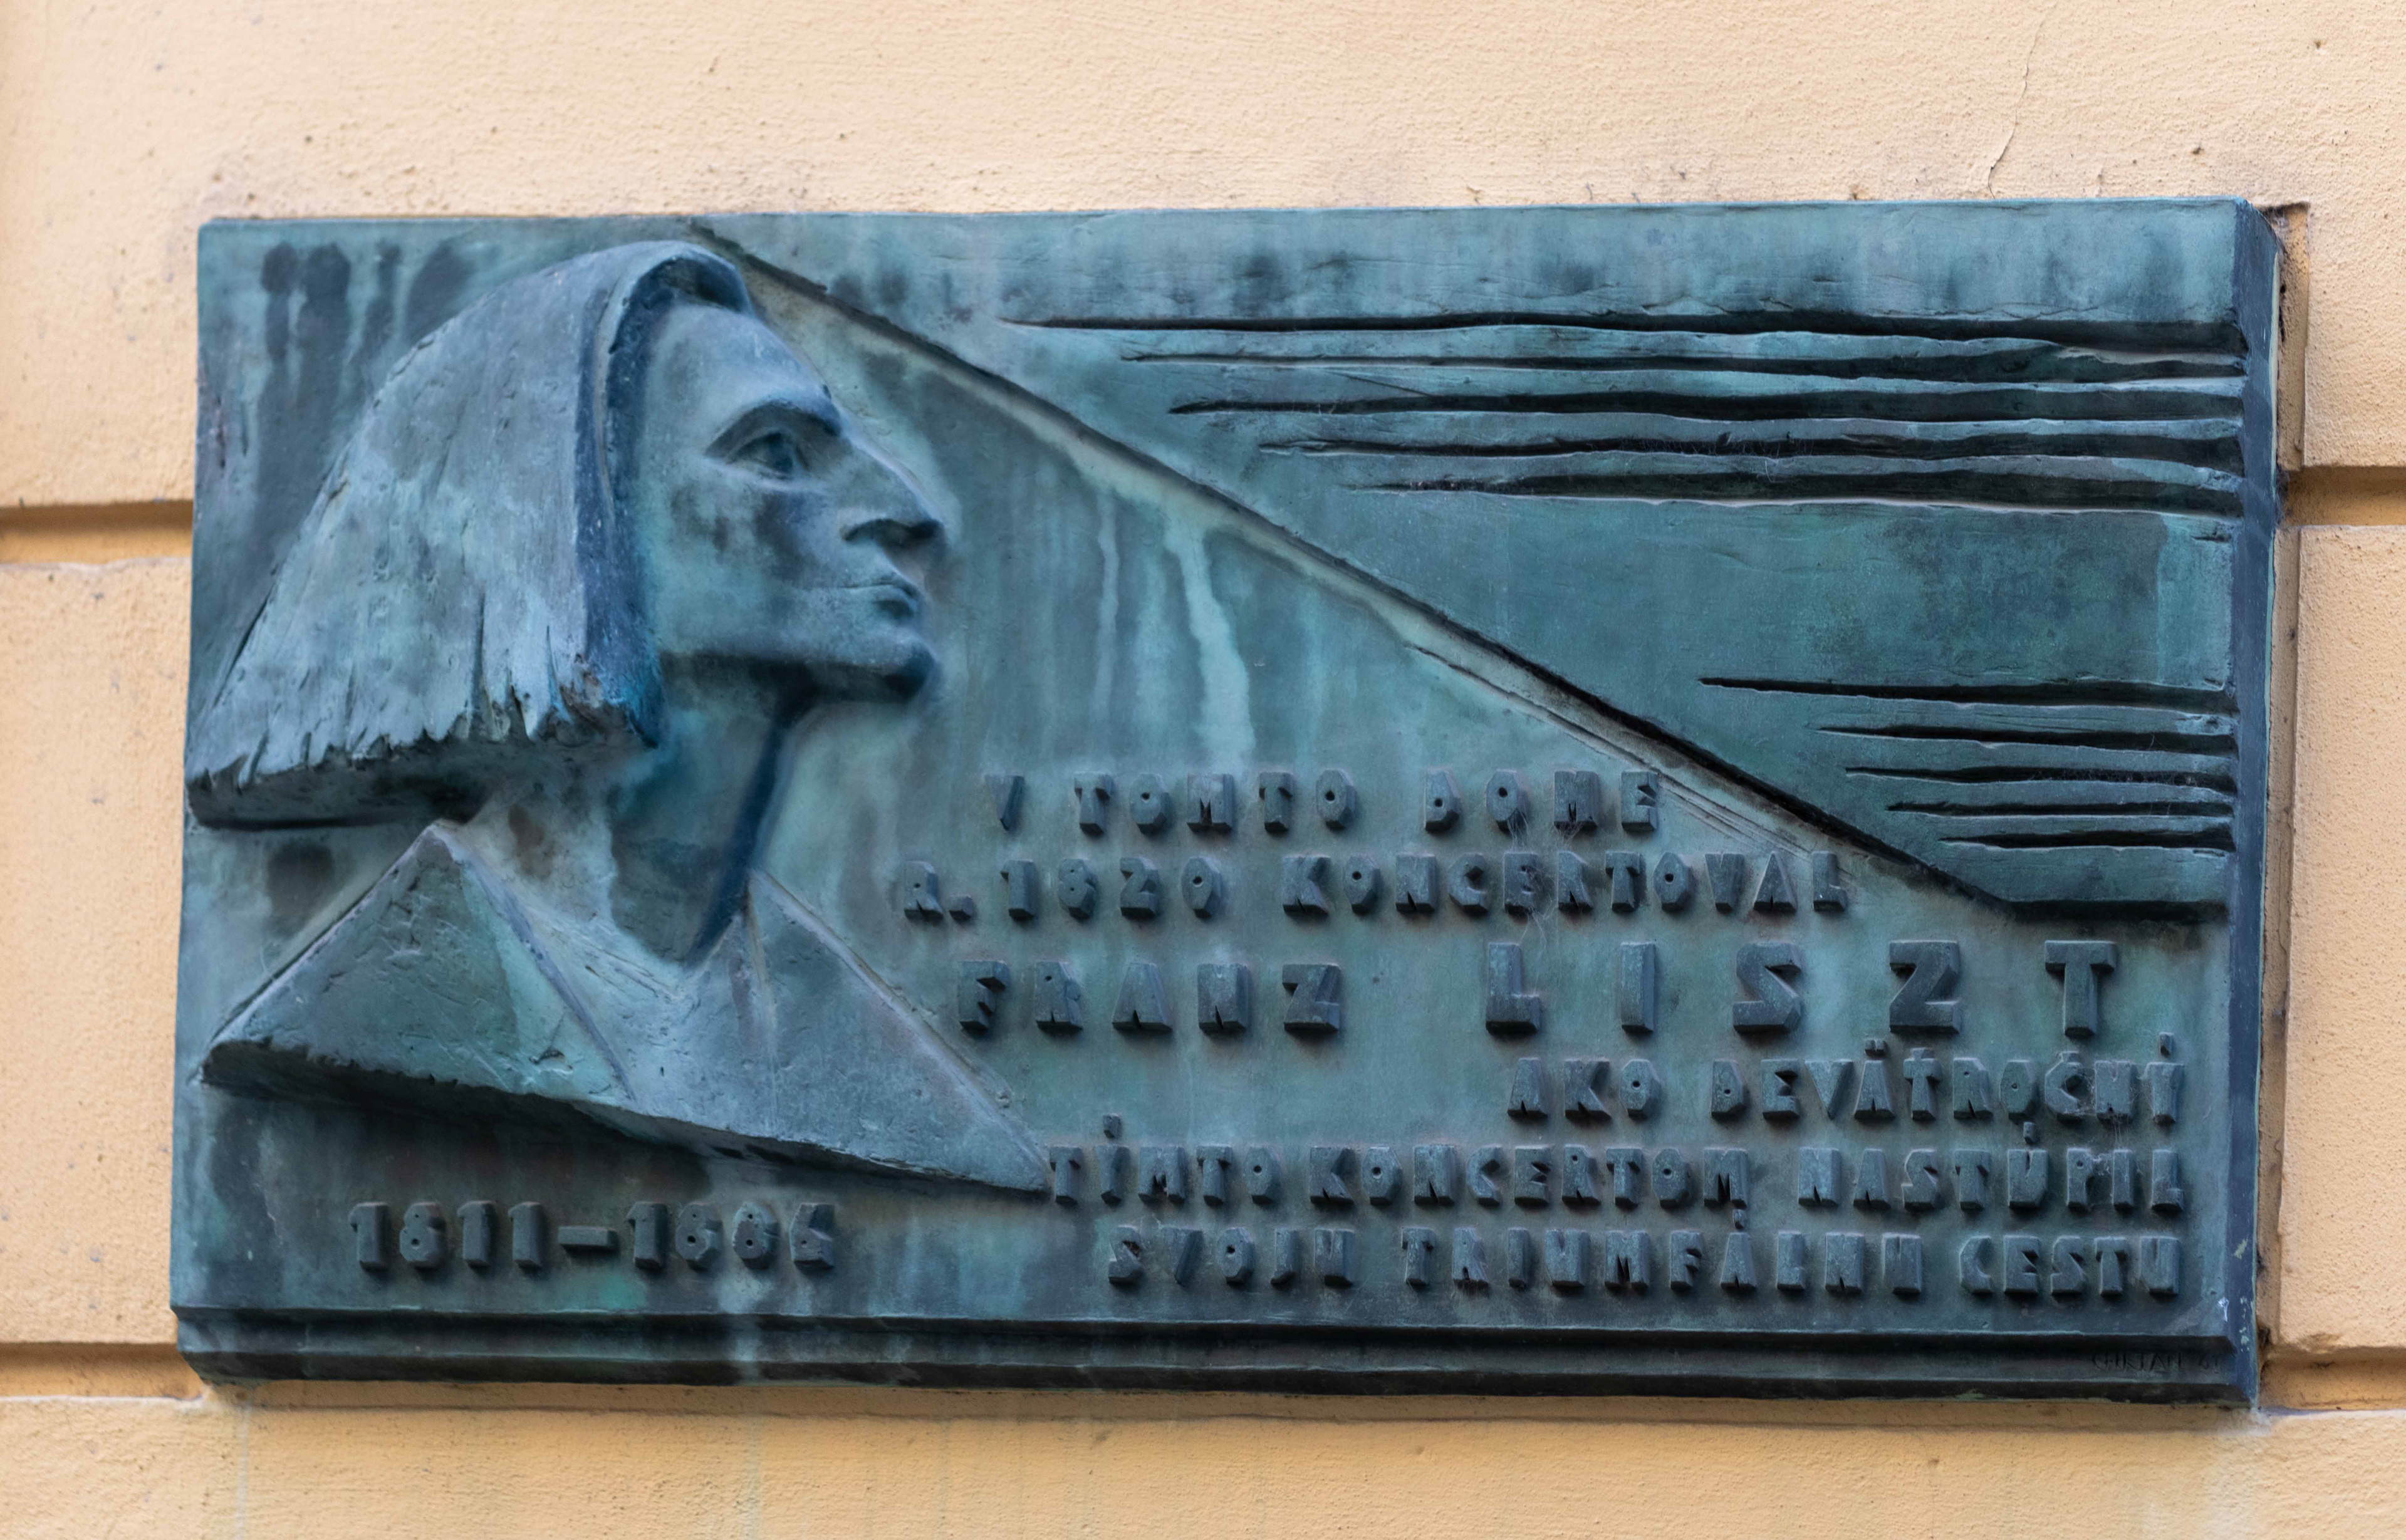 V TOMTO DOME
R. 1820 KONCERTOVAL
FRANZ LISZT
AKO DEVÄŤROČNÝ
TÝMTO KONCERTOM NASTÚPIL
SVOJU TRIUMFÁLNU CESTU
1811–1886